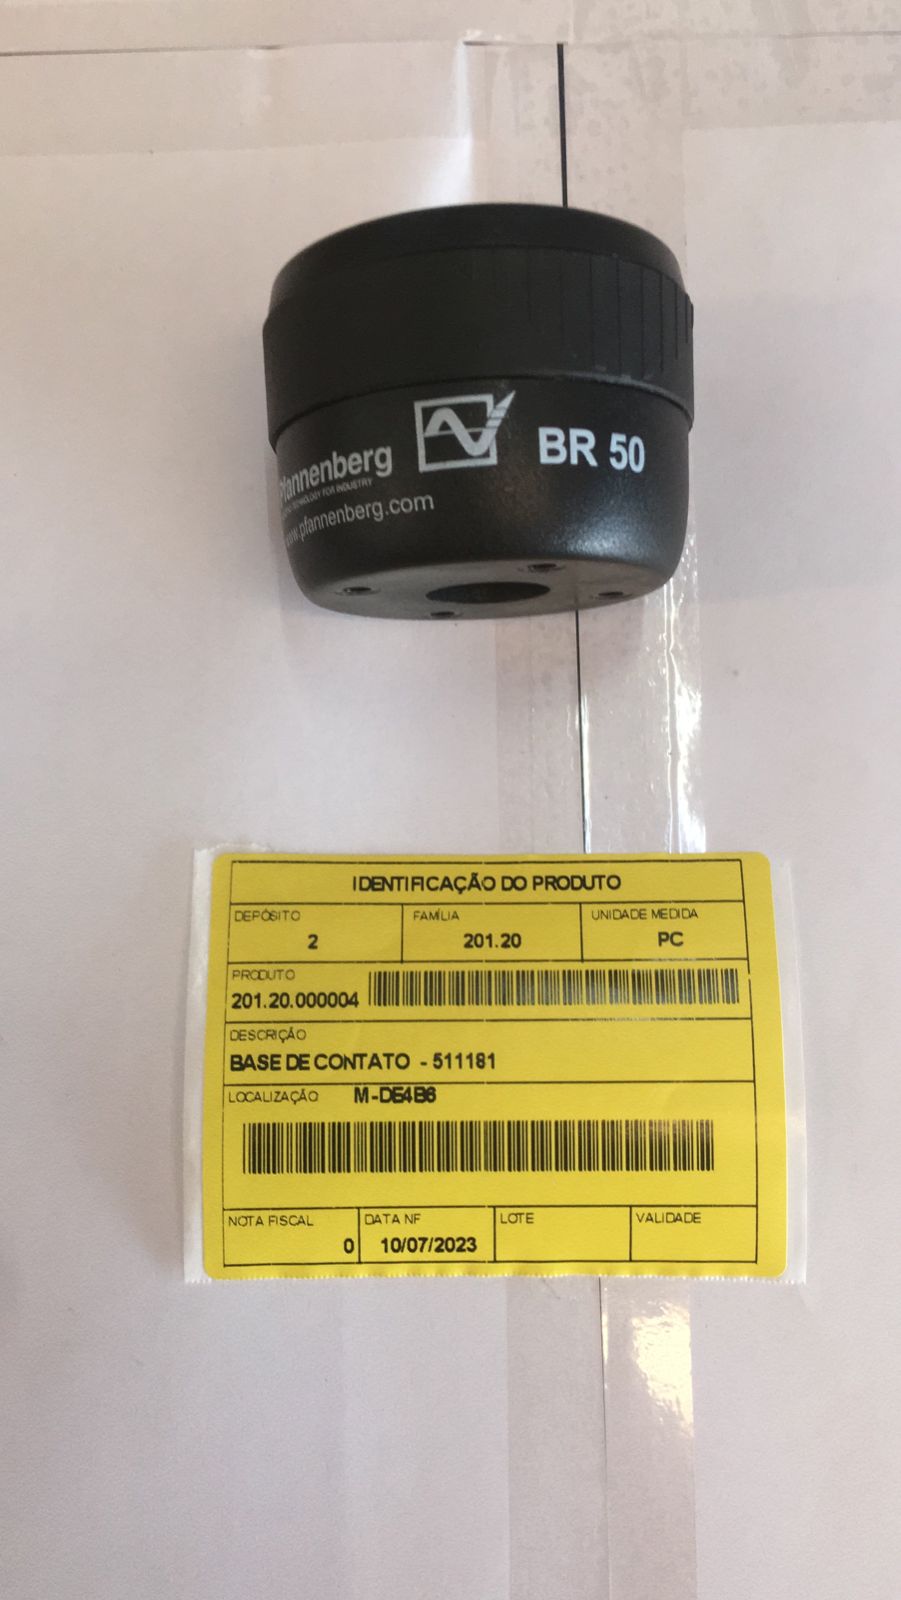 Pfannenberg
TECHNOLOGY FOR INDUSTRY
www.pfannenberg.com
BR 50
IDENTIFICAÇÃO DO PRODUTO
DEPÓSITO
2
FAMÍLIA
201.20
UNIDADE MEDIDA
PC
PRODUTO
201.20.000004
DESCRIÇÃO
BASE DE CONTATO - 511181
LOCALIZAÇÃO M-DE4B6
NOTA FISCAL
0
DATA NF
10/07/2023
LOTE
VALIDADE